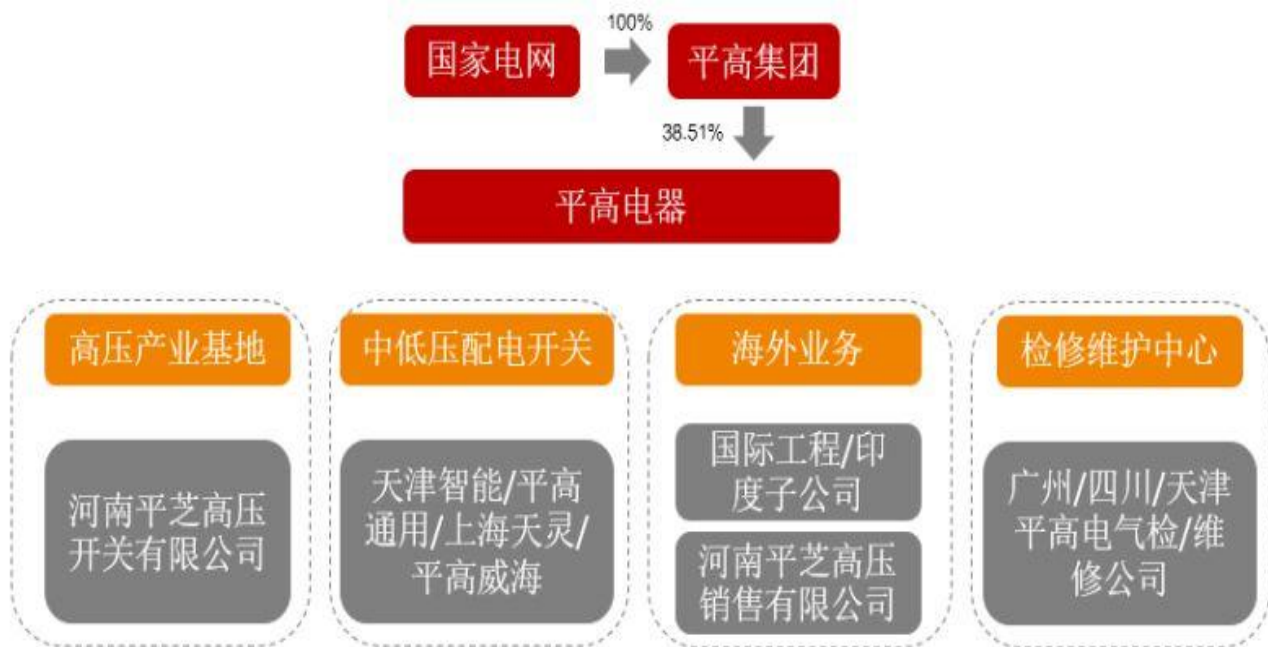 100%
国家电网
平高集团
38.51%
平高电器
高压产业基地
中低压配电开关
海外业务
检修维护中心
河南平芝高压
开关有限公司
天津智能/平高
通用/上海天灵/
平高威海
国际工程/印
度子公司
河南平芝高压
销售有限公司
广州/四川/天津
平高电气检/维
修公司